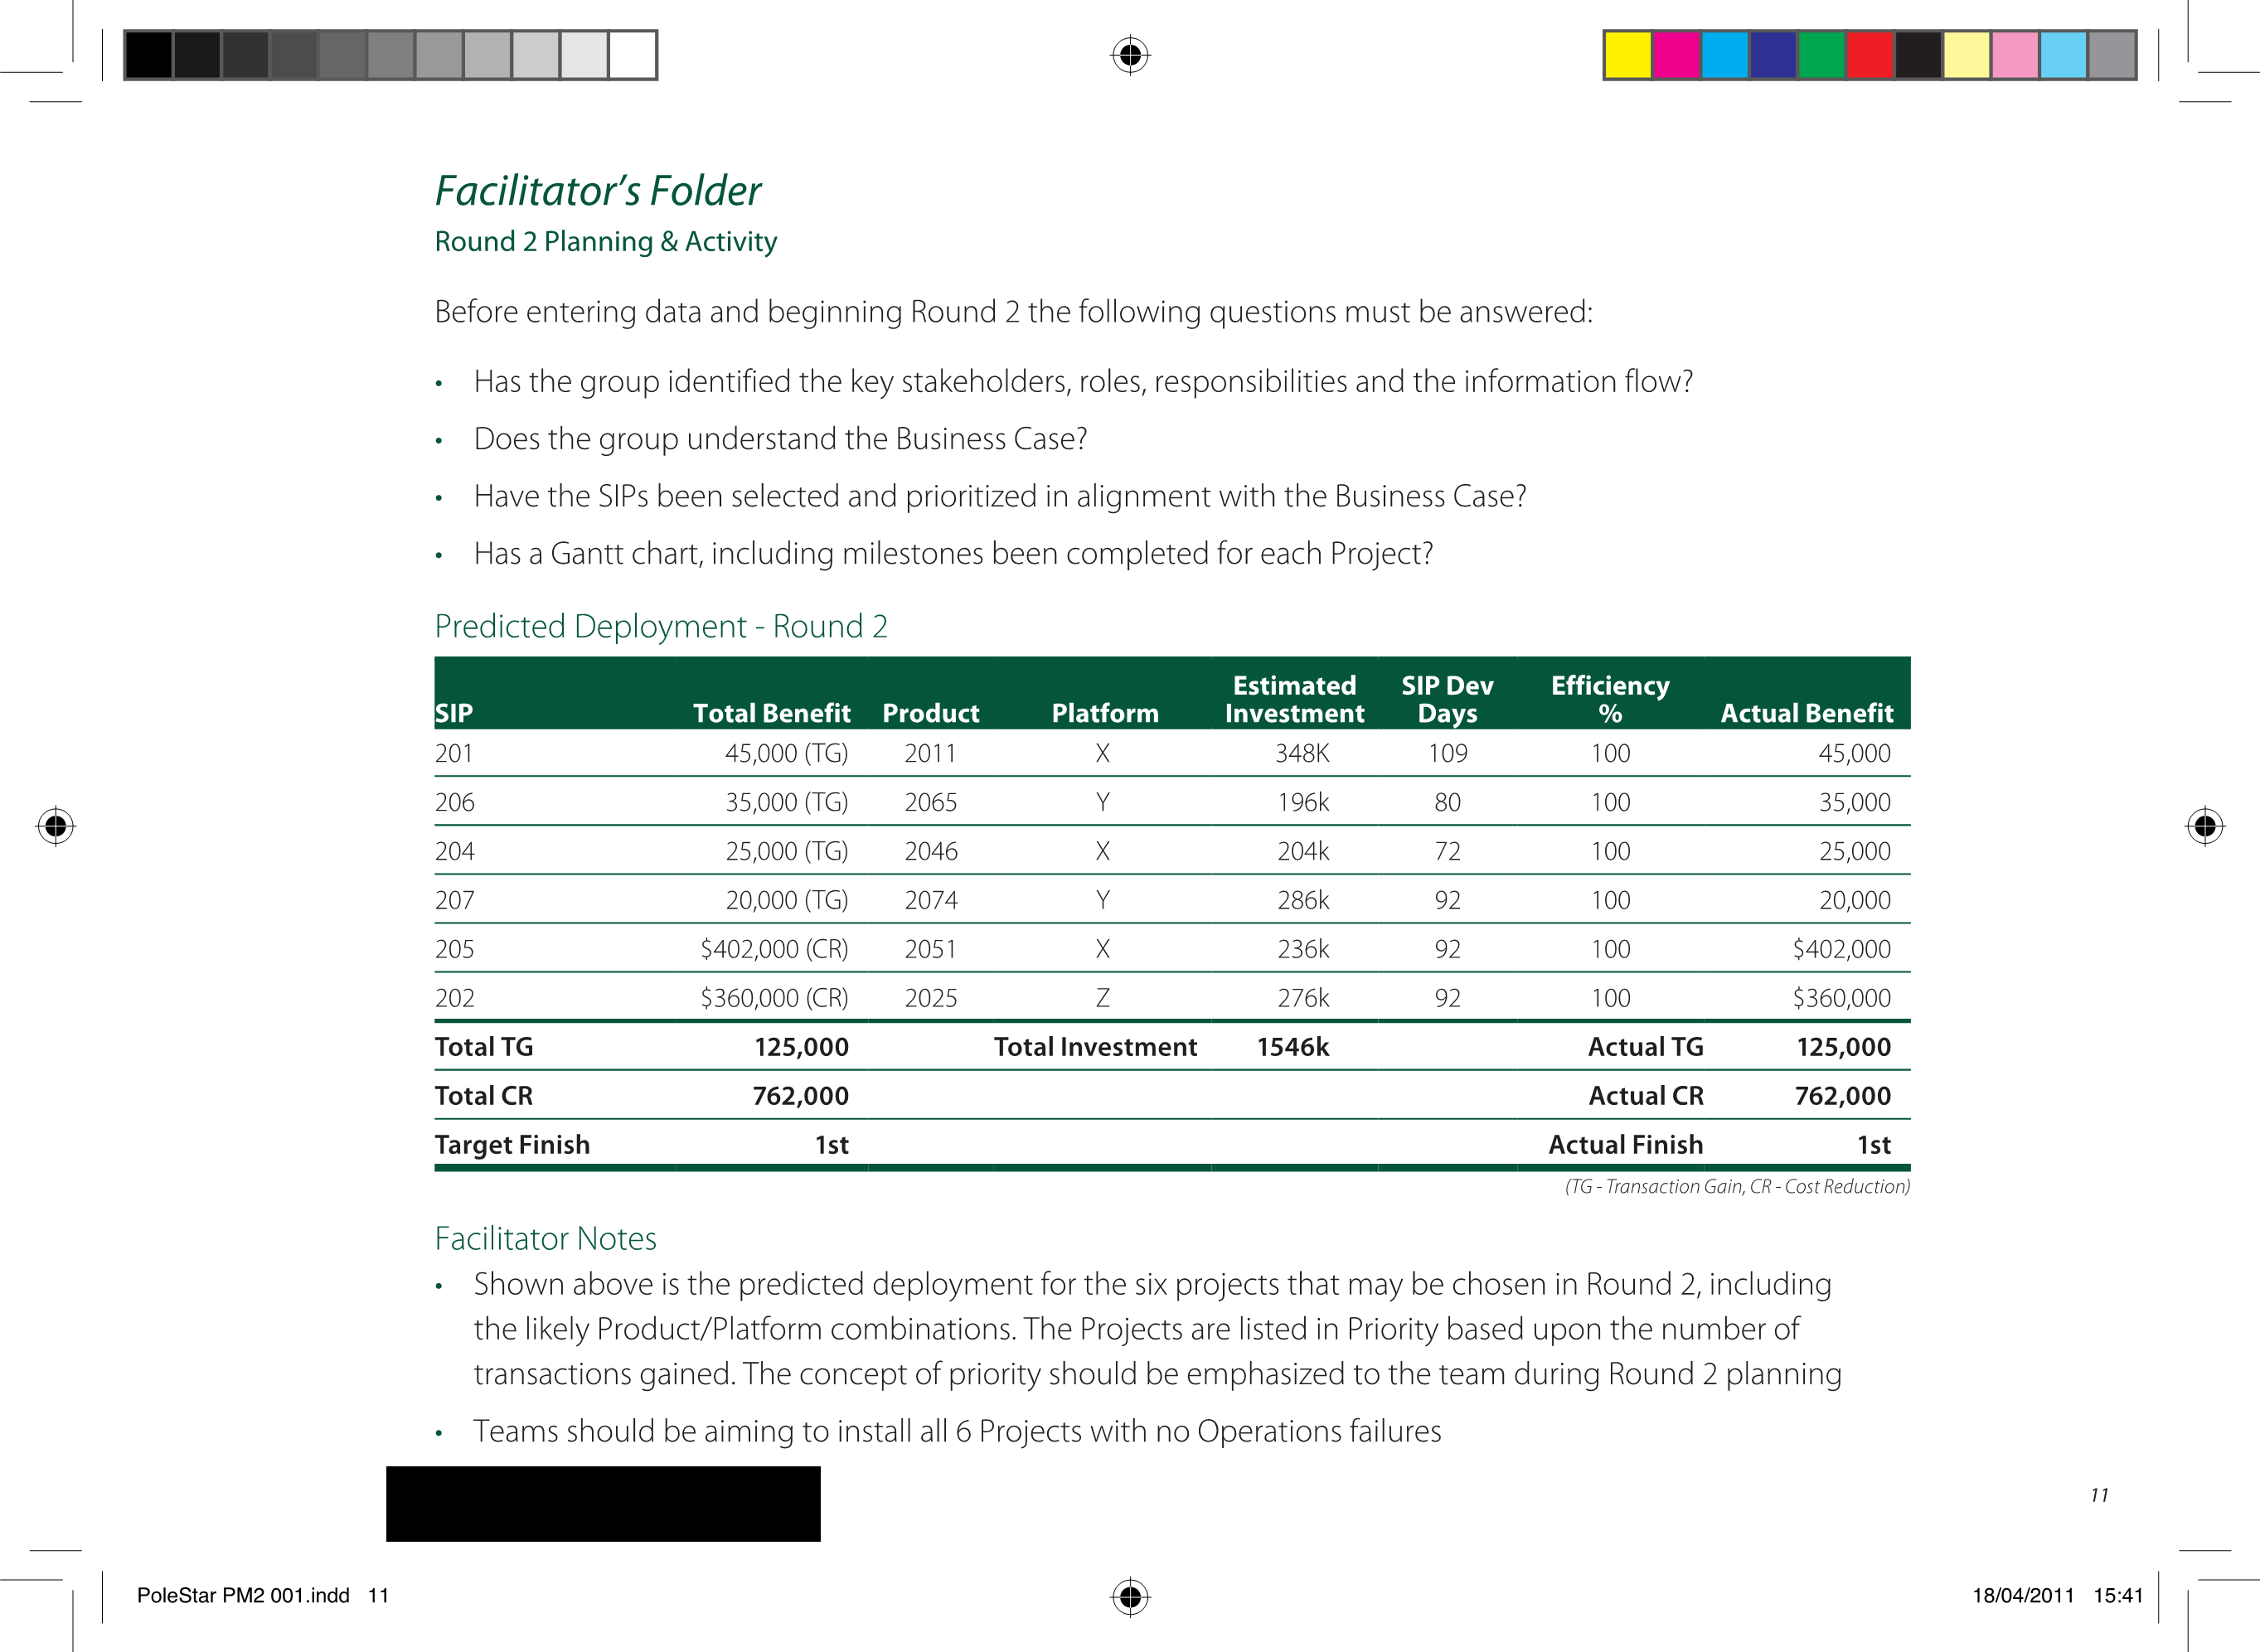 Facilitator’s Folder
Round 2 Planning & Activity
Before entering data and beginning Round 2 the following questions must be answered:
• Has the group identified the key stakeholders, roles, responsibilities and the information flow?
• Does the group understand the Business Case?
• Have the SIPs been selected and prioritized in alignment with the Business Case?
• Has a Gantt chart, including milestones been completed for each Project?
Predicted Deployment - Round 2
SIP Total Benefit Product Platform Estimated Investment SIP Dev Days Efficiency % Actual Benefit
201 45,000 (TG) 2011 X 348K 109 100 45,000
206 35,000 (TG) 2065 Y 196k 80 100 35,000
204 25,000 (TG) 2046 X 204k 72 100 25,000
207 20,000 (TG) 2074 Y 286k 92 100 20,000
205 $402,000 (CR) 2051 X 236k 92 100 $402,000
202 $360,000 (CR) 2025 Z 276k 92 100 $360,000
Total TG 125,000 Total Investment 1546k Actual TG 125,000
Total CR 762,000 Actual CR 762,000
Target Finish 1st Actual Finish 1st
(TG - Transaction Gain, CR - Cost Reduction)
Facilitator Notes
• Shown above is the predicted deployment for the six projects that may be chosen in Round 2, including
the likely Product/Platform combinations. The Projects are listed in Priority based upon the number of
transactions gained. The concept of priority should be emphasized to the team during Round 2 planning
• Teams should be aiming to install all 6 Projects with no Operations failures
11
PoleStar PM2 001.indd 11
18/04/2011 15:41